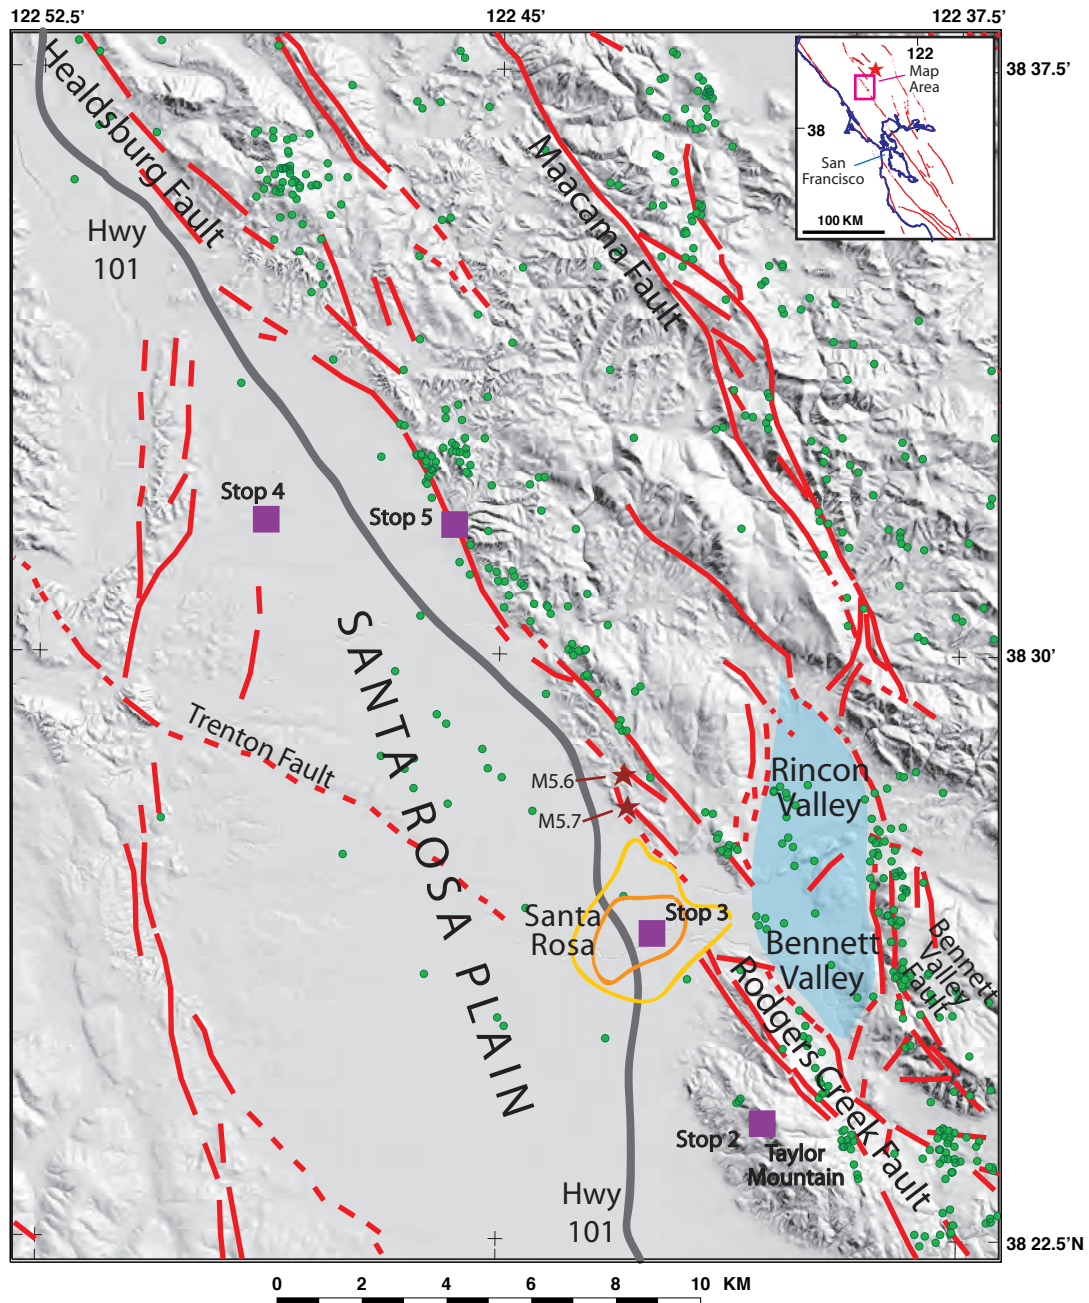 122 52.5'
122 45'
122 37.5'
38 37.5'
122
Map
Area
38
San
Francisco
100 KM
Healdsburg Fault
Maacama Fault
Hwy
101
Stop 4
Stop 5
38 30'
SANTA ROSA PLAIN
Trenton Fault
M5.6
M5.7
Rincon
Valley
Stop 3
Santa
Rosa
Bennett
Valley
Bennett
Valley
Fault
Rodgers Creek Fault
Stop 2
Taylor
Mountain
Hwy
101
38 22.5'N
0 2 4 6 8 10 KM